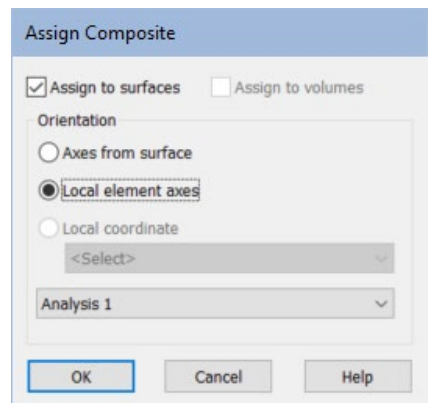 Assign Composite
Assign to surfaces Assign to volumes
Orientation
Axes from surface
Local element axes
Local coordinate
<Select>
Analysis 1
OK Cancel Help